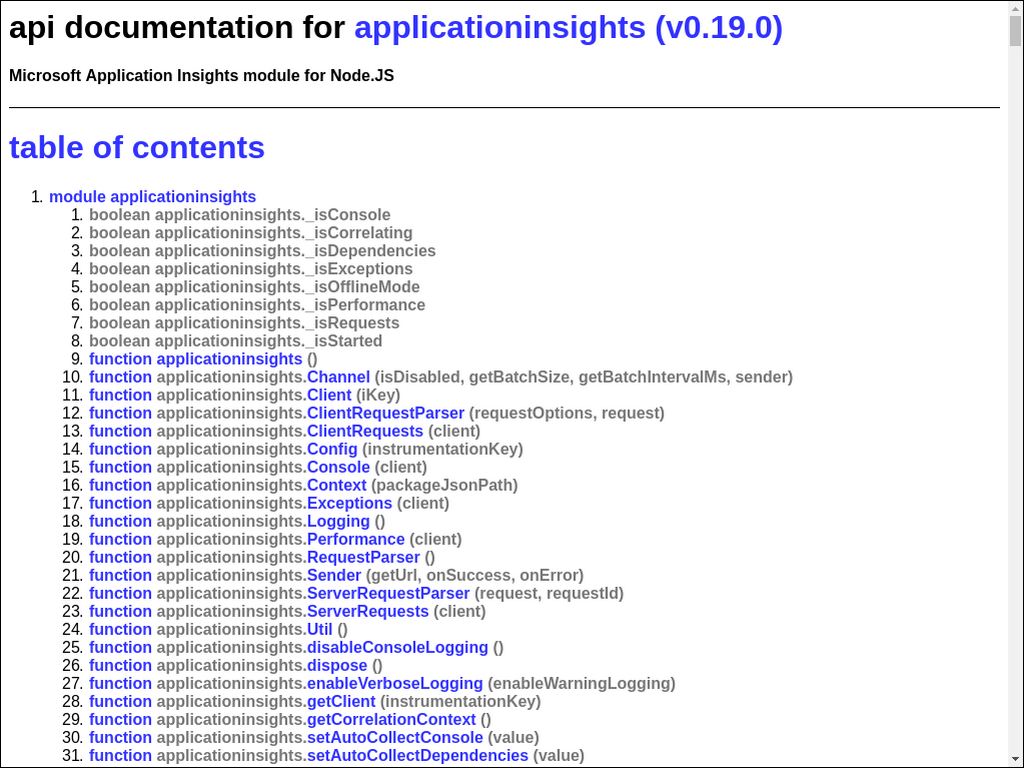 api documentation for applicationinsights (v0.19.0)
Microsoft Application Insights module for Node.JS
table of contents
1. module applicationinsights
1. boolean applicationinsights._isConsole
2. boolean applicationinsights._isCorrelating
3. boolean applicationinsights._isDependencies
4. boolean applicationinsights._isExceptions
5. boolean applicationinsights._isOfflineMode
6. boolean applicationinsights._isPerformance
7. boolean applicationinsights._isRequests
8. boolean applicationinsights._isStarted
9. function applicationinsights ()
10. function applicationinsights.Channel (isDisabled, getBatchSize, getBatchIntervalMs, sender)
11. function applicationinsights.Client (iKey)
12. function applicationinsights.ClientRequestParser (requestOptions, request)
13. function applicationinsights.ClientRequests (client)
14. function applicationinsights.Config (instrumentationKey)
15. function applicationinsights.Console (client)
16. function applicationinsights.Context (packageJsonPath)
17. function applicationinsights.Exceptions (client)
18. function applicationinsights.Logging ()
19. function applicationinsights.Performance (client)
20. function applicationinsights.RequestParser ()
21. function applicationinsights.Sender (getUrl, onSuccess, onError)
22. function applicationinsights.ServerRequestParser (request, requestId)
23. function applicationinsights.ServerRequests (client)
24. function applicationinsights.Util ()
25. function applicationinsights.disableConsoleLogging ()
26. function applicationinsights.dispose ()
27. function applicationinsights.enableVerboseLogging (enableWarningLogging)
28. function applicationinsights.getClient (instrumentationKey)
29. function applicationinsights.getCorrelationContext ()
30. function applicationinsights.setAutoCollectConsole (value)
31. function applicationinsights.setAutoCollectDependencies (value)